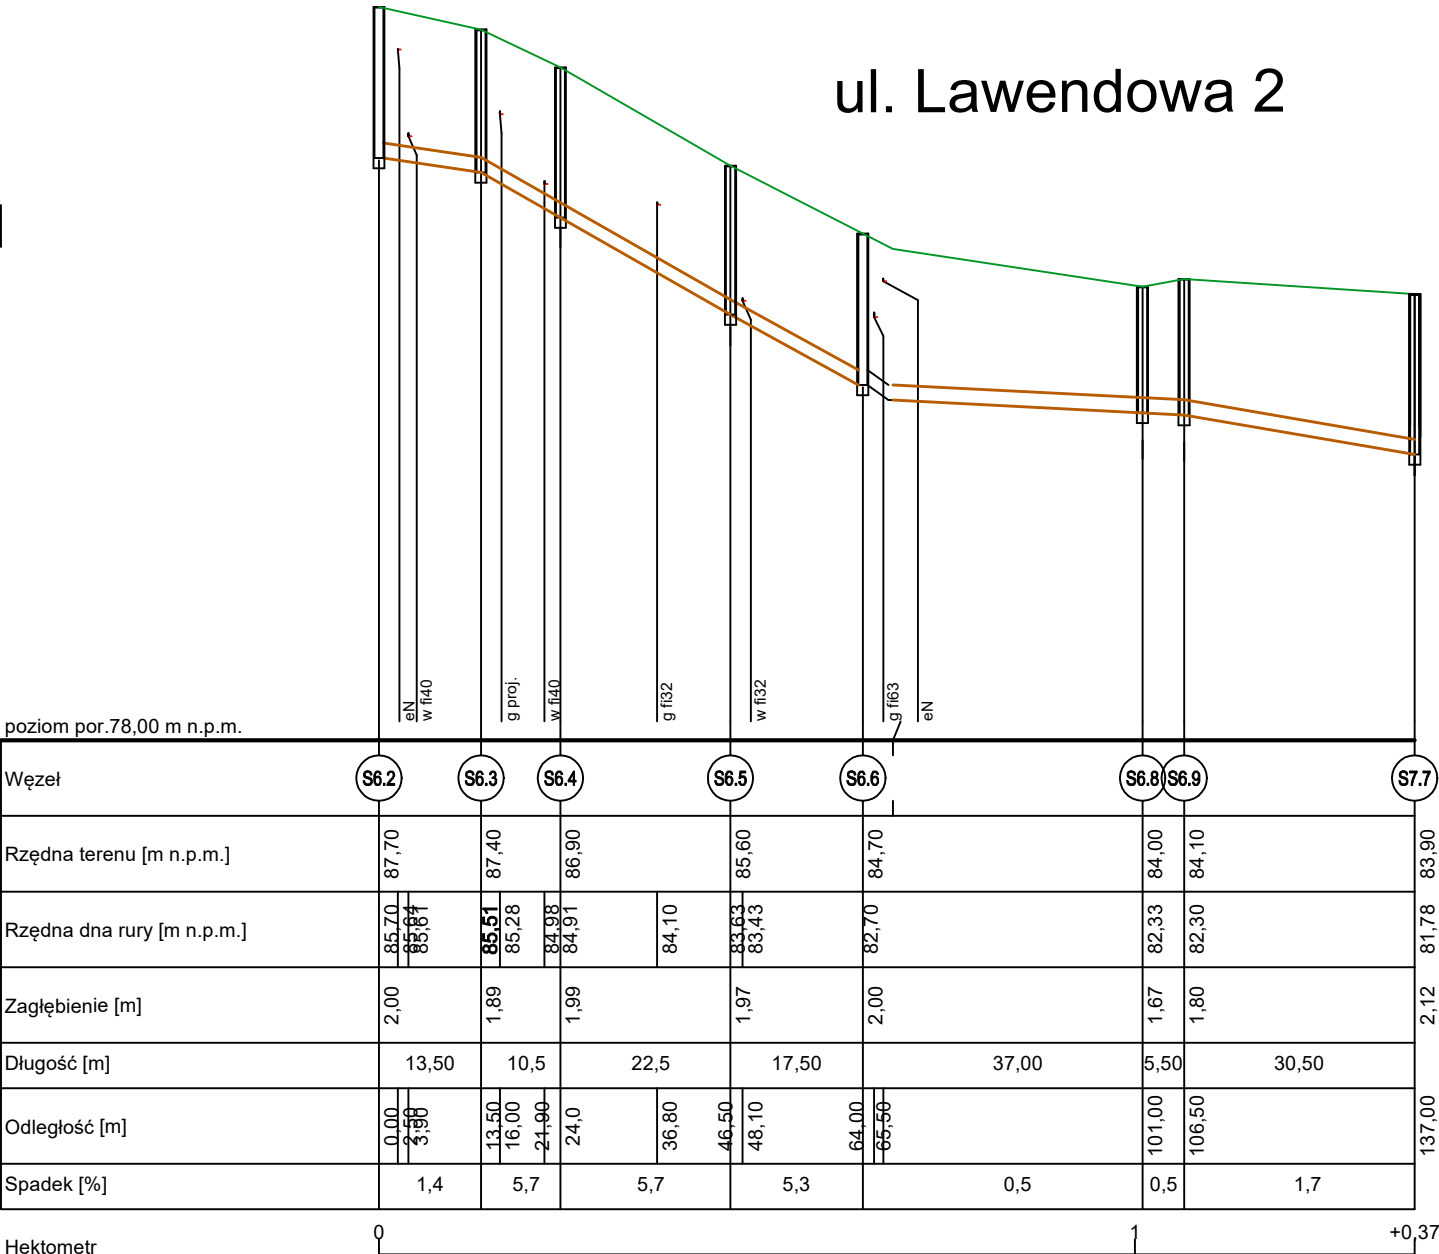 ul. Lawendowa 2
eN
w fi40
g proj.
w fi40
g fi32
w fi32
g fi63
eN
poziom por.78,00 m n.p.m.
Węzeł S6.2 S6.3 S6.4 S6.5 S6.6 S6.8 S6.9 S7.7
Rzędna terenu [m n.p.m.] 87,70 87,40 86,90 85,60 84,70 84,00 84,10 83,90
Rzędna dna rury [m n.p.m.] 85,70 85,64 85,61 85,51 85,28 84,98 84,91 84,10 83,63 83,43 82,70 82,33 82,30 81,78
Zagłębienie [m] 2,00 1,89 1,99 1,97 2,00 1,67 1,80 2,12
Długość [m] 13,50 10,5 22,5 17,50 37,00 5,50 30,50
Odległość [m] 0,00 2,50 3,90 13,50 16,00 21,90 24,0 36,80 46,50 48,10 64,00 65,50 101,00 106,50 137,00
Spadek [%] 1,4 5,7 5,7 5,3 0,5 0,5 1,7
Hektometr 0 1 +0,37